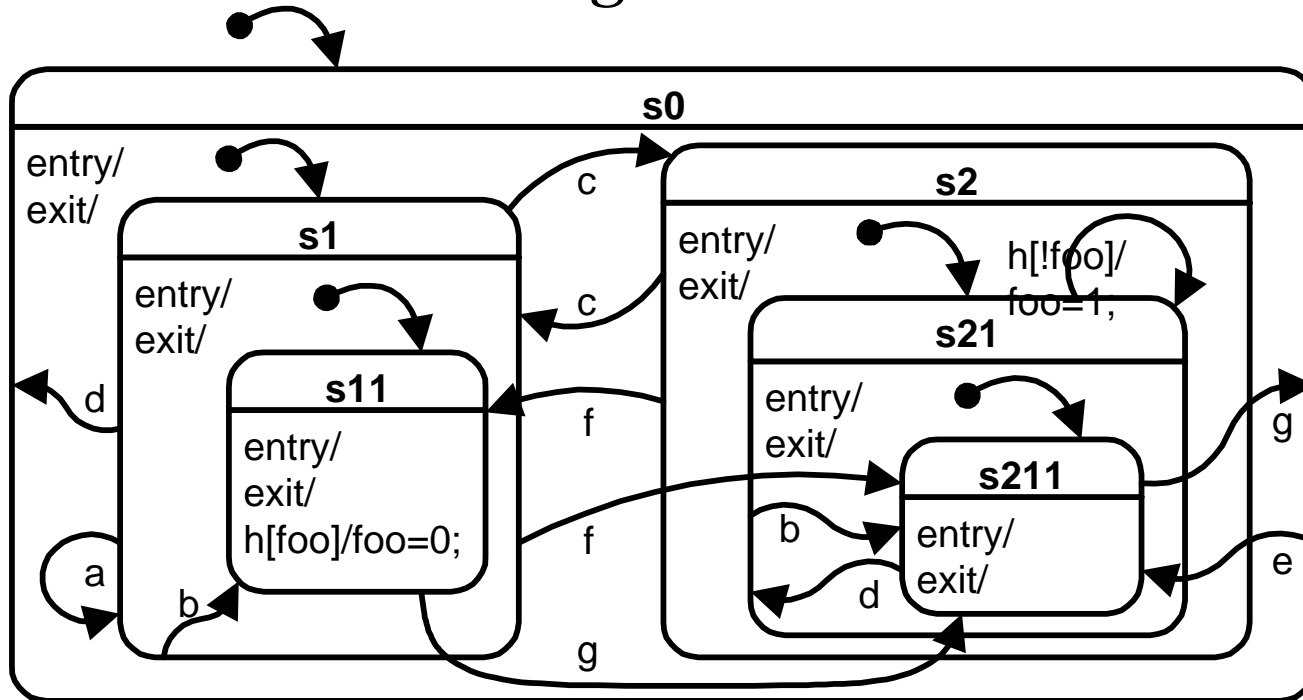 g
s0
entry/
exit/
s1
entry/
exit/
s11
entry/
exit/
h[foo]/foo=0;
d
a
b
c
c
f
f
g
s2
entry/
exit/
h[!foo]/
foo=1;
s21
entry/
exit/
s211
entry/
exit/
b
d
g
e